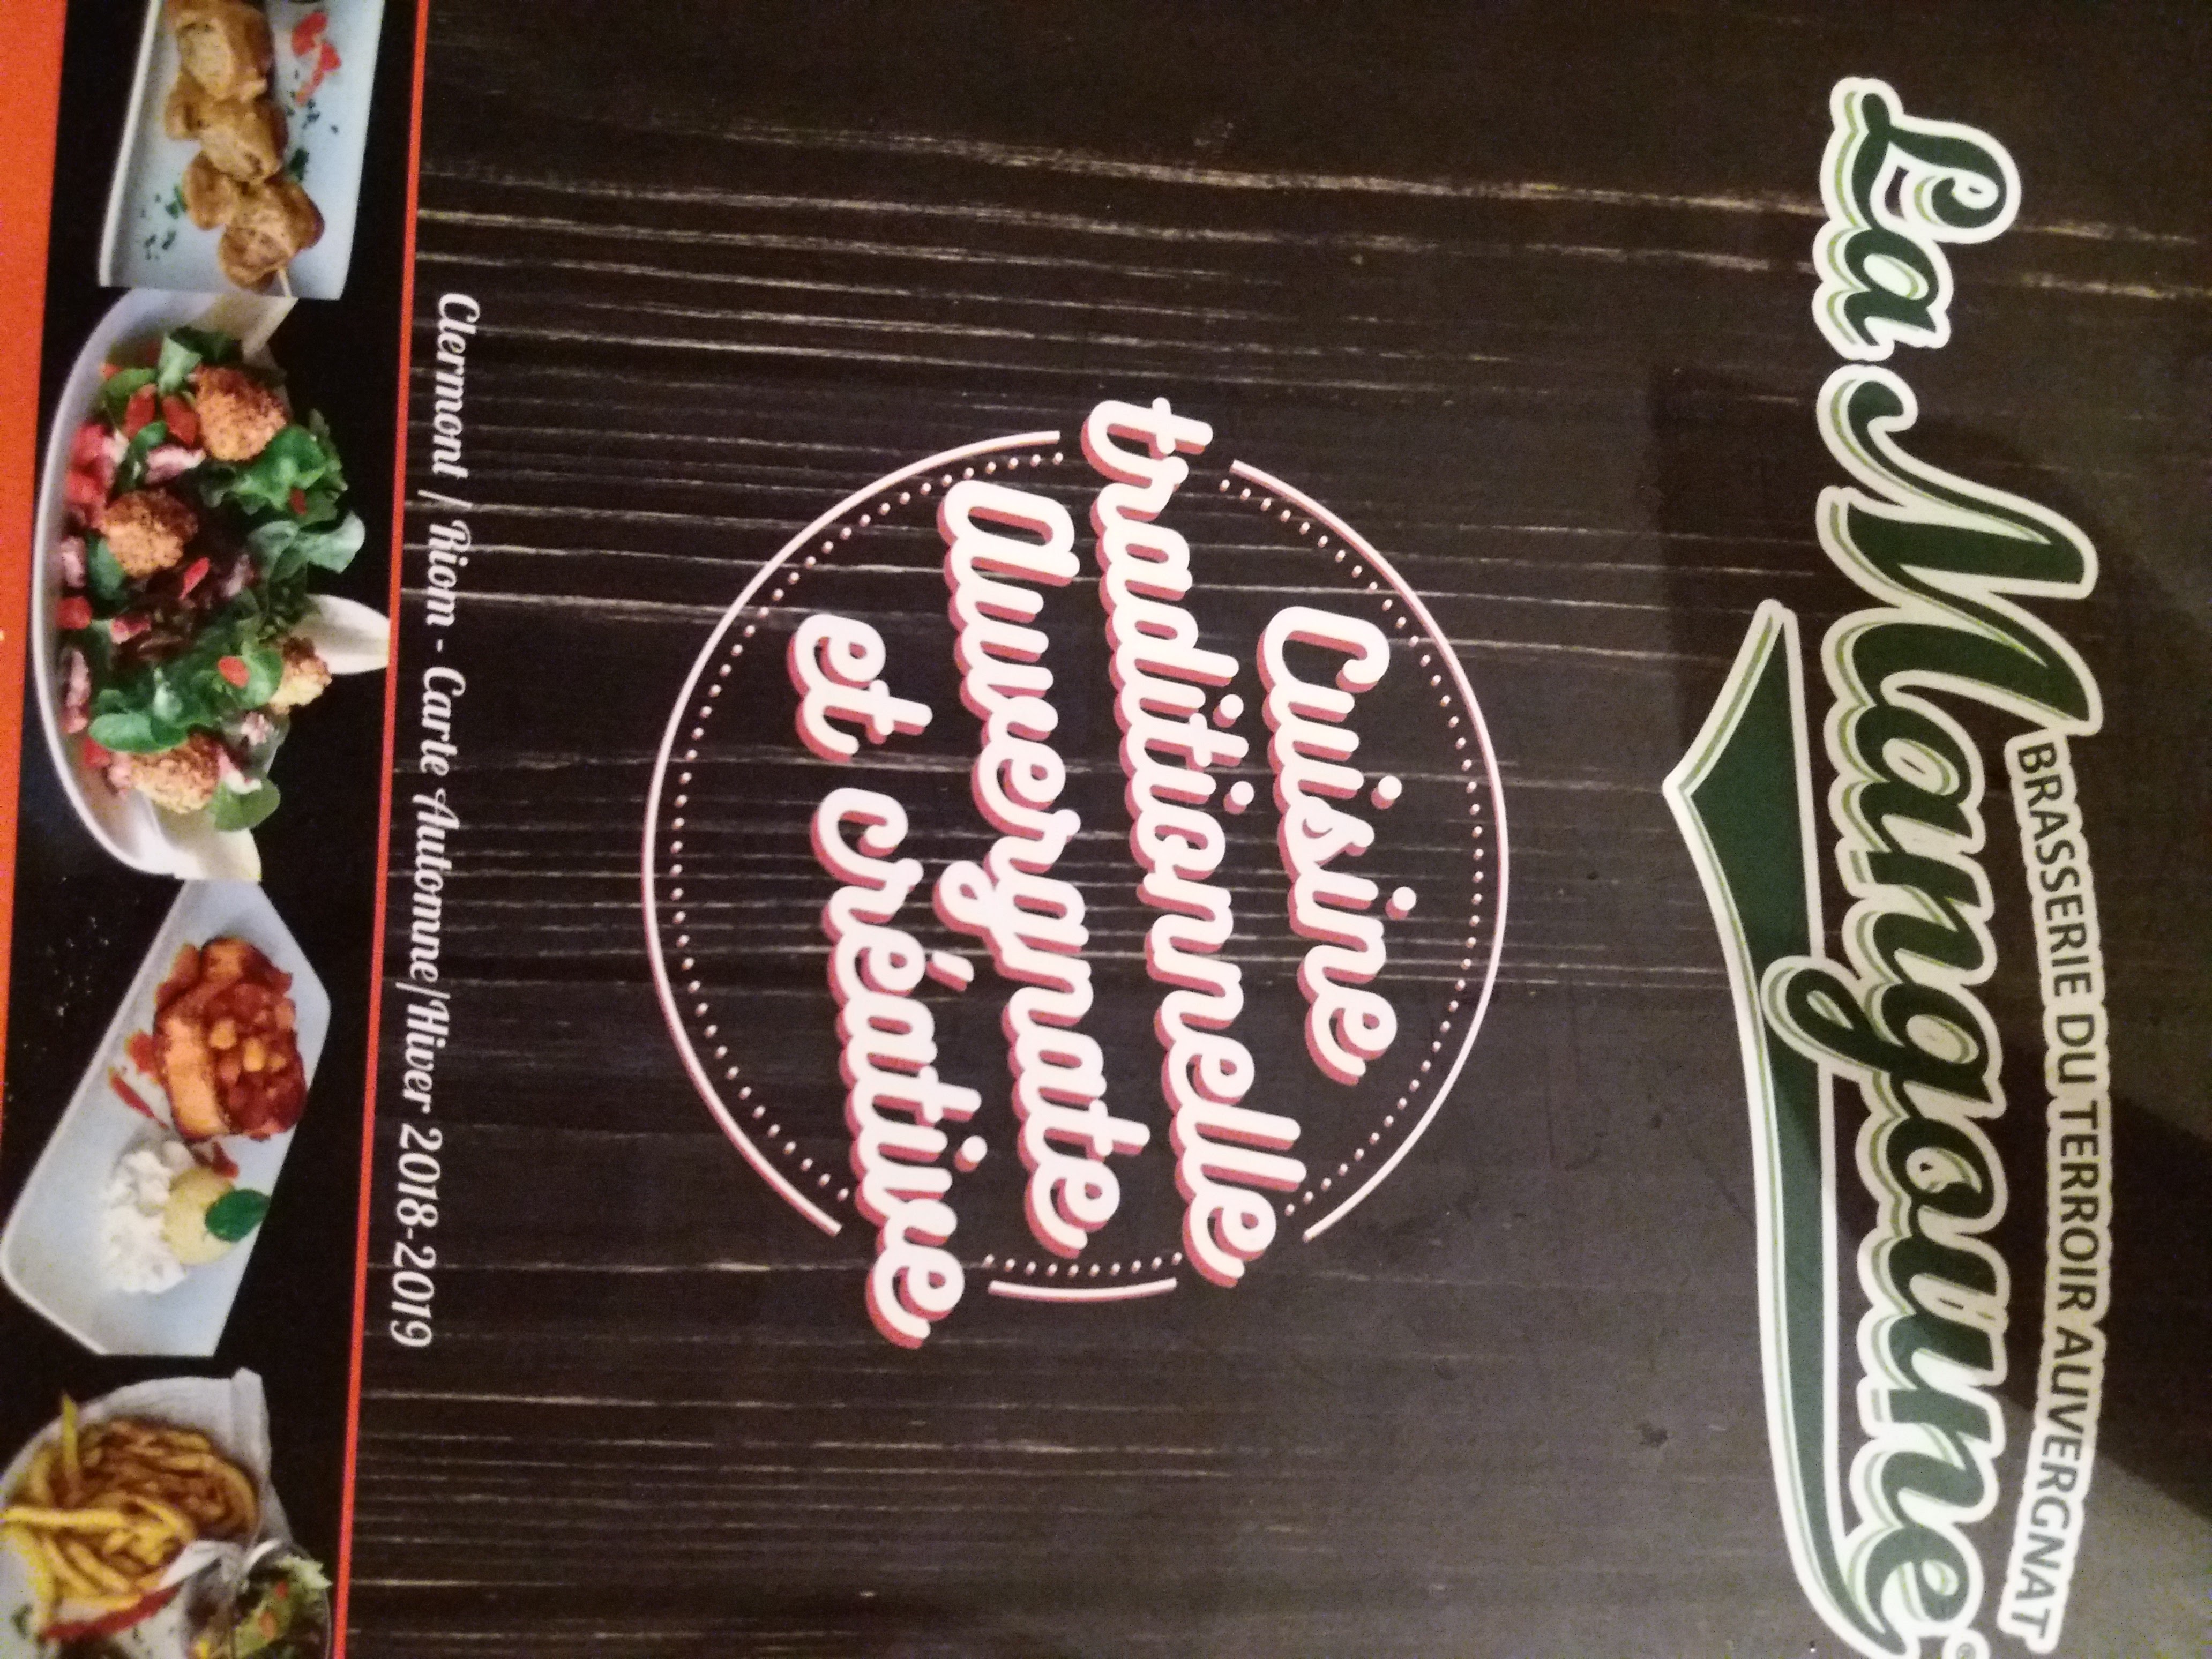 BRASSERIE DU TERROIR AUVERGNAT
La Mangoune
Cuisine
traditionnelle
Auvergnate
et créative
Clermont / Riom - Carte Automne/Hiver 2018-2019